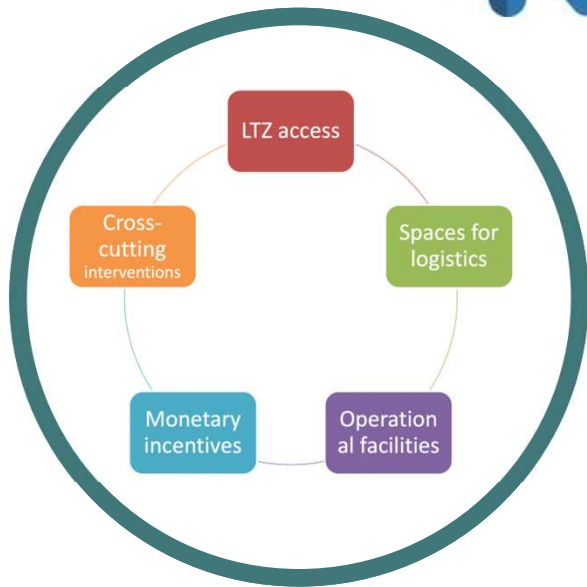 LTZ access
Spaces for
logistics
Operation
al facilities
Monetary
incentives
Cross-
cutting
interventions